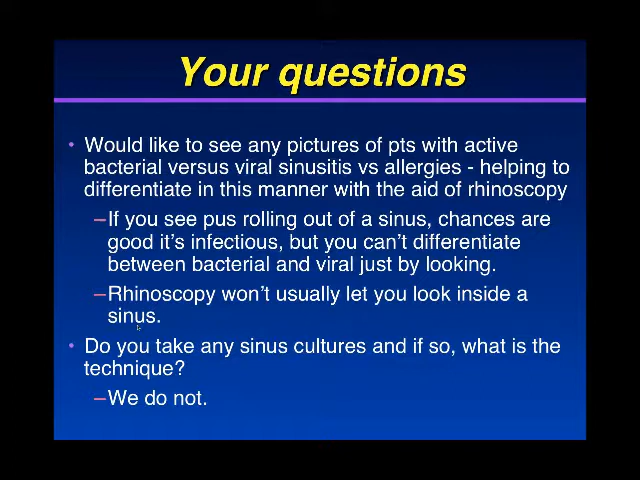 Your questions
• Would like to see any pictures of pts with active
bacterial versus viral sinusitis vs allergies - helping to
differentiate in this manner with the aid of rhinoscopy
–If you see pus rolling out of a sinus, chances are
good it's infectious, but you can't differentiate
between bacterial and viral just by looking.
–Rhinoscopy won't usually let you look inside a
sinus.
• Do you take any sinus cultures and if so, what is the
technique?
–We do not.